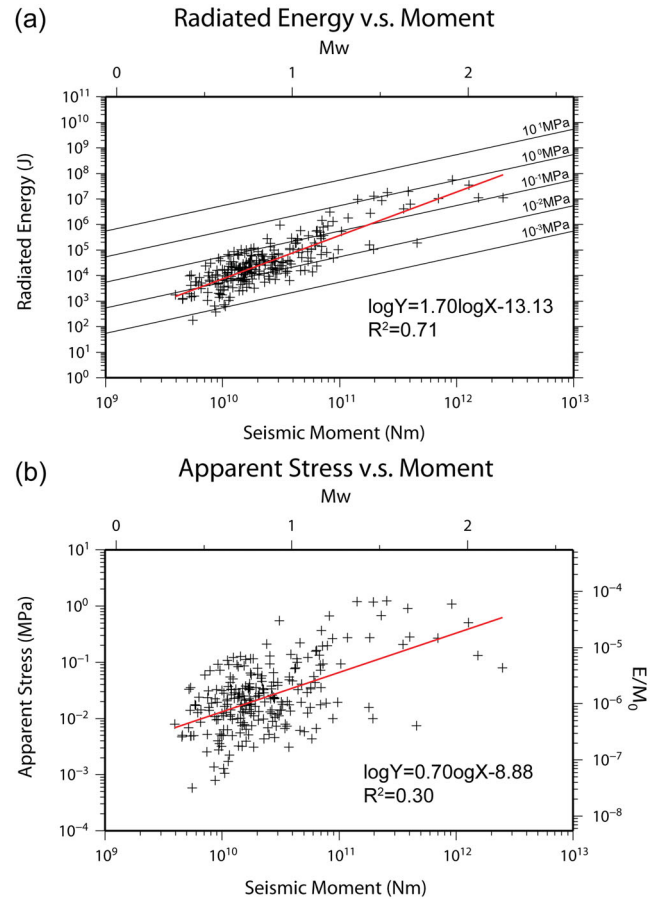 (a)
Radiated Energy v.s. Moment
Mw
0 1 2
10¹¹
10¹⁰
10⁹
10⁸
10⁷
10⁶
10⁵
10⁴
10³
10²
10¹
10⁰
Radiated Energy (J)
10¹MPa
10⁰MPa
10⁻¹MPa
10⁻²MPa
10⁻³MPa
logY=1.70logX-13.13
R²=0.71
10⁹ 10¹⁰ 10¹¹ 10¹² 10¹³
Seismic Moment (Nm)
(b)
Apparent Stress v.s. Moment
Mw
0 1 2
10¹
10⁰
10⁻¹
10⁻²
10⁻³
10⁻⁴
Apparent Stress (MPa)
10⁻⁴
10⁻⁵
10⁻⁶
10⁻⁷
10⁻⁸
E/M₀
logY=0.70ogX-8.88
R²=0.30
10⁹ 10¹⁰ 10¹¹ 10¹² 10¹³
Seismic Moment (Nm)